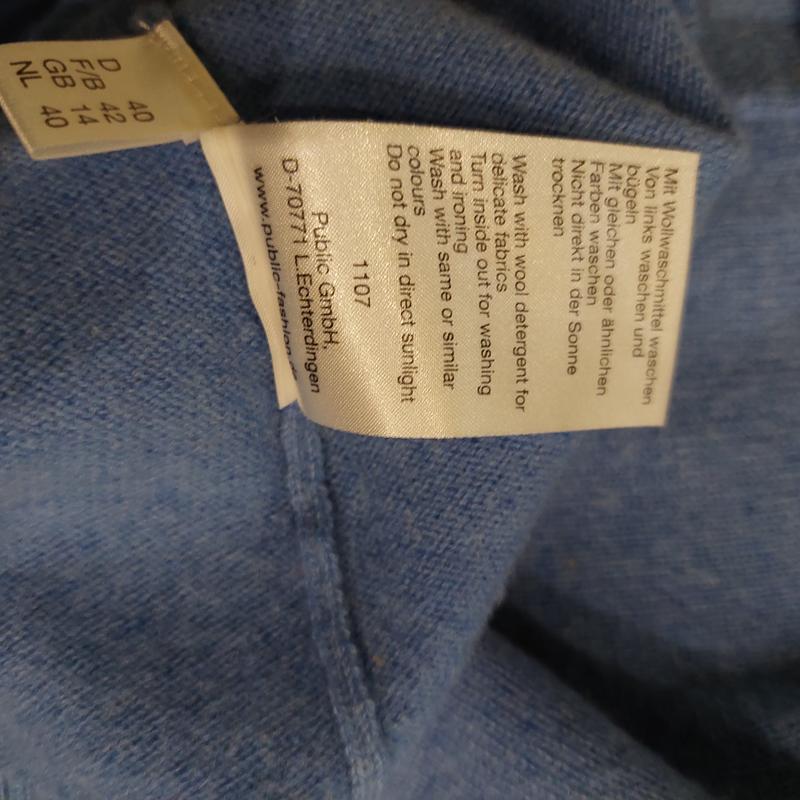 D 40
F/B 42
GB 14
NL 40
Mit Wollwaschmittel waschen
Von links waschen und
bügeln
Mit gleichen oder ähnlichen
Farben waschen
Nicht direkt in der Sonne
trocknen
Wash with wool detergent for
delicate fabrics
Turn inside out for washing
and ironing
Wash with same or similar
colours
Do not dry in direct sunlight
1107
Public GmbH,
D-70771 L.Echterdingen
www.public-fashion.